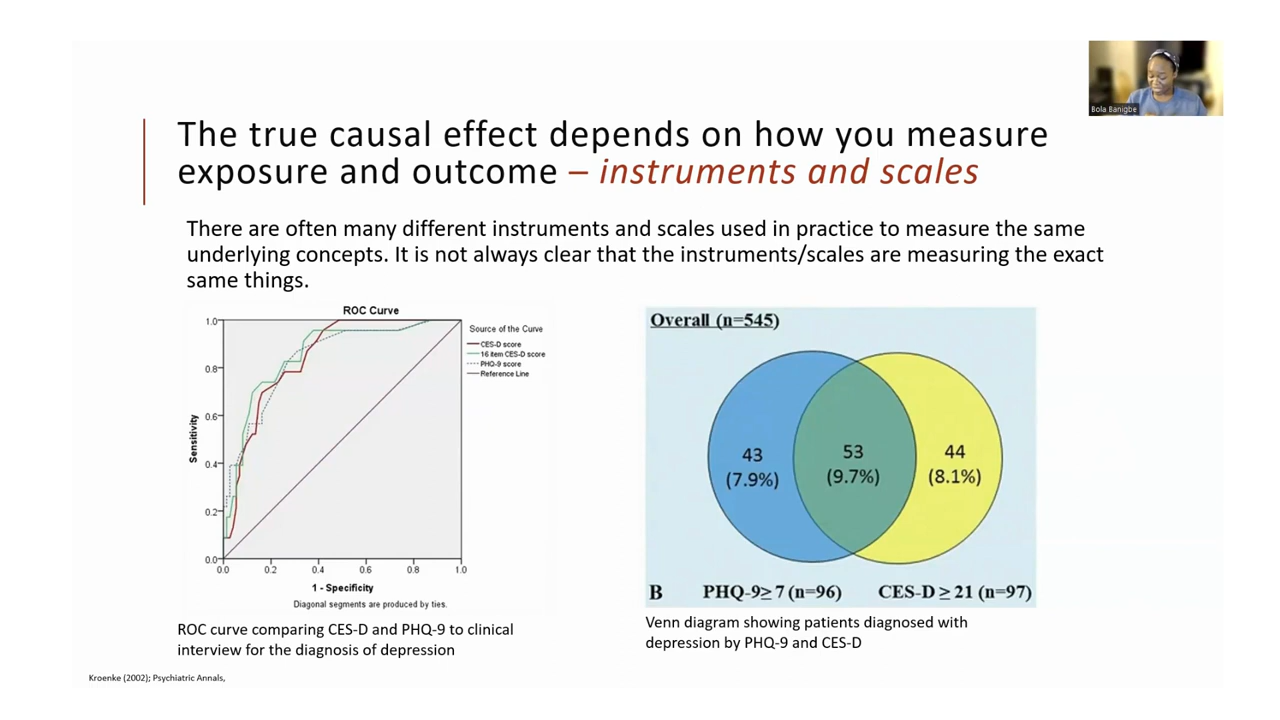 Bola Banigbe
The true causal effect depends on how you measure
exposure and outcome – instruments and scales
There are often many different instruments and scales used in practice to measure the same
underlying concepts. It is not always clear that the instruments/scales are measuring the exact
same things.
ROC Curve
Source of the Curve
CES-D score
16 item CES-D score
PHQ-9 score
Reference Line
Sensitivity
1.0
0.8
0.6
0.4
0.2
0.0
0.0 0.2 0.4 0.6 0.8 1.0
1 - Specificity
Diagonal segments are produced by ties.
ROC curve comparing CES-D and PHQ-9 to clinical
interview for the diagnosis of depression
Overall (n=545)
43
(7.9%)
53
(9.7%)
44
(8.1%)
B PHQ-9≥ 7 (n=96) CES-D ≥ 21 (n=97)
Venn diagram showing patients diagnosed with
depression by PHQ-9 and CES-D
Kroenke (2002); Psychiatric Annals,